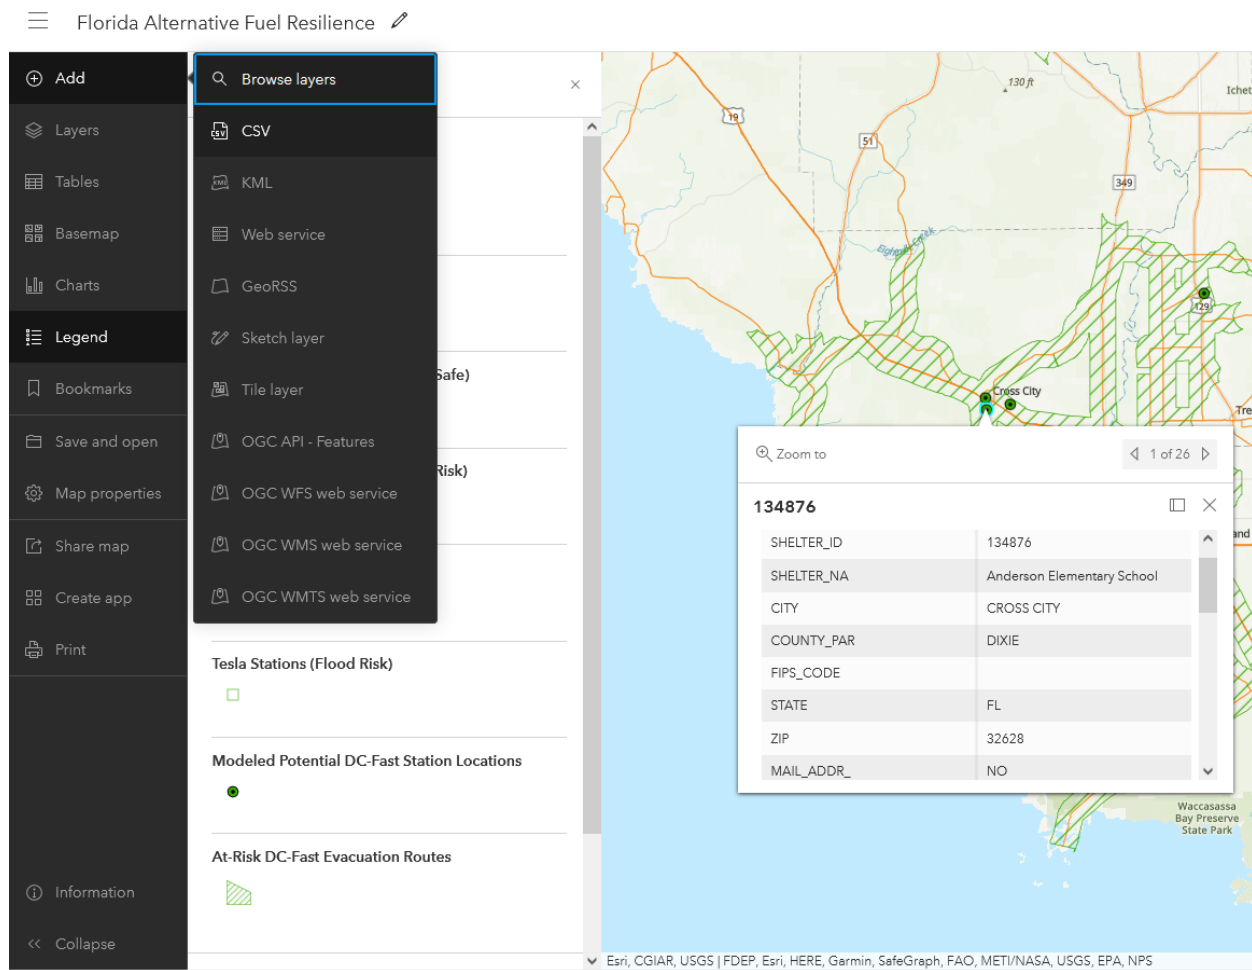 Florida Alternative Fuel Resilience
Add
Layers
Tables
Basemap
Charts
Legend
Bookmarks
Save and open
Map properties
Share map
Create app
Print
Information
Collapse
Browse layers
CSV
KML
Web service
GeoRSS
Sketch layer
Tile layer
OGC API - Features
OGC WFS web service
OGC WMS web service
OGC WMTS web service
Safe)
Risk)
Tesla Stations (Flood Risk)
Modeled Potential DC-Fast Station Locations
At-Risk DC-Fast Evacuation Routes
130 ft
Ichet
19
51
349
129
Cross City
Tre
and
Zoom to
1 of 26
134876
SHELTER_ID 134876
SHELTER_NA Anderson Elementary School
CITY CROSS CITY
COUNTY_PAR DIXIE
FIPS_CODE
STATE FL
ZIP 32628
MAIL_ADDR_ NO
Waccasassa
Bay Preserve
State Park
Esri, CGIAR, USGS | FDEP, Esri, HERE, Garmin, SafeGraph, FAO, METI/NASA, USGS, EPA, NPS